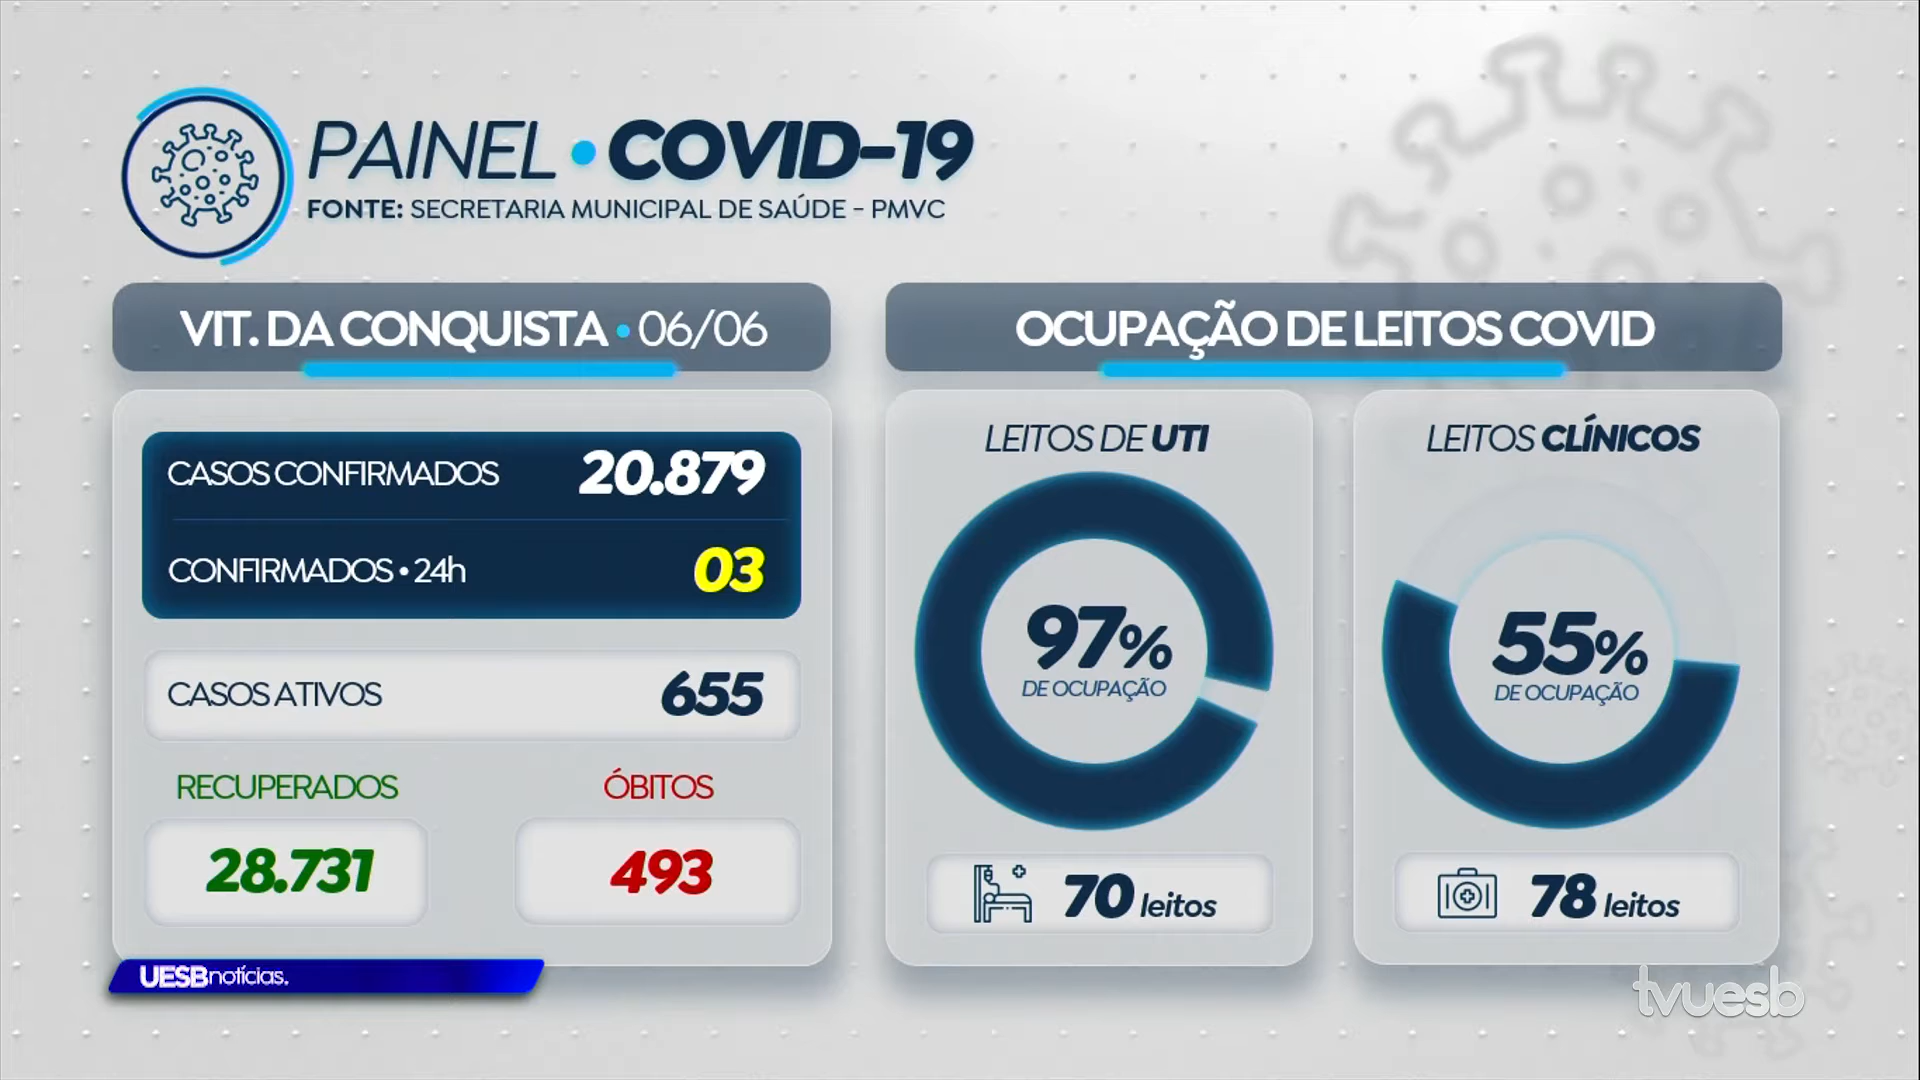 PAINEL • COVID-19
FONTE: SECRETARIA MUNICIPAL DE SAÚDE - PMVC
VIT. DA CONQUISTA • 06/06
CASOS CONFIRMADOS 20.879
CONFIRMADOS • 24h 03
CASOS ATIVOS 655
RECUPERADOS ÓBITOS
28.731 493
OCUPAÇÃO DE LEITOS COVID
LEITOS DE UTI
97%
DE OCUPAÇÃO
70 leitos
LEITOS CLÍNICOS
55%
DE OCUPAÇÃO
78 leitos
UESBnotícias.
tvuesb